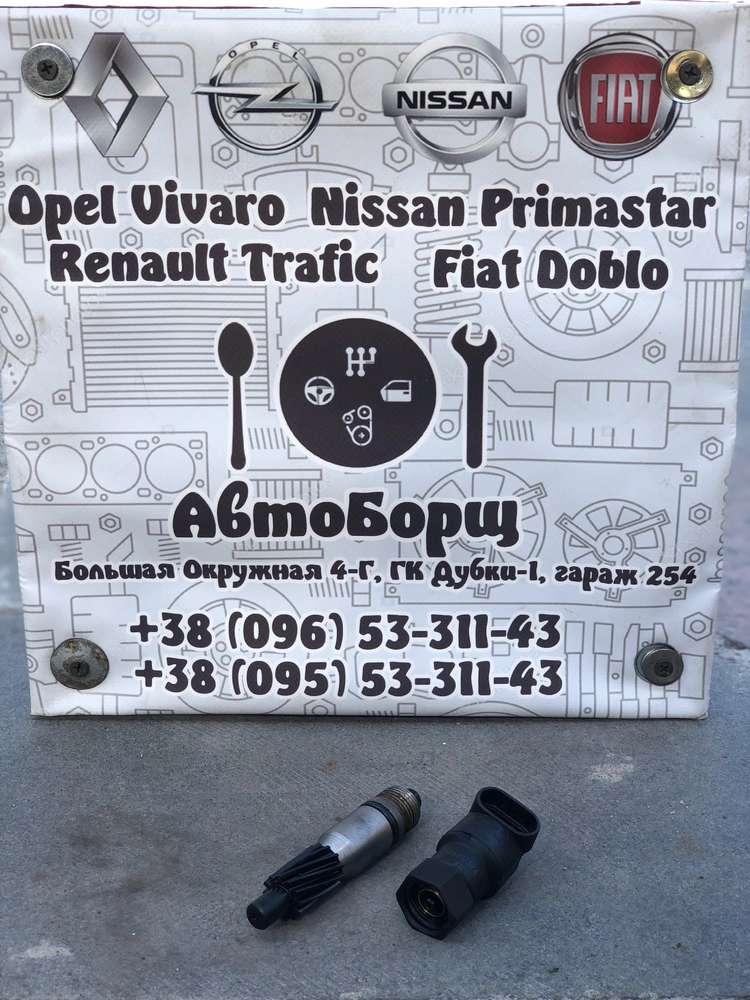 OPEL
NISSAN
FIAT
Opel Vivaro Nissan Primastar
Renault Trafic Fiat Doblo
АвтоБорщ
Большая Окружная 4-Г, ГК Дубки-1, гараж 254
+38 (096) 53-311-43
+38 (095) 53-311-43